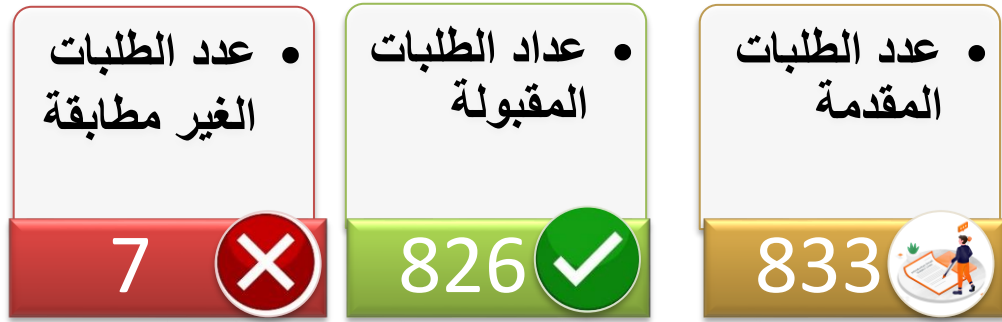 • عدد الطلبات
المقدمة
833
• عداد الطلبات
المقبولة
826
• عدد الطلبات
الغير مطابقة
7